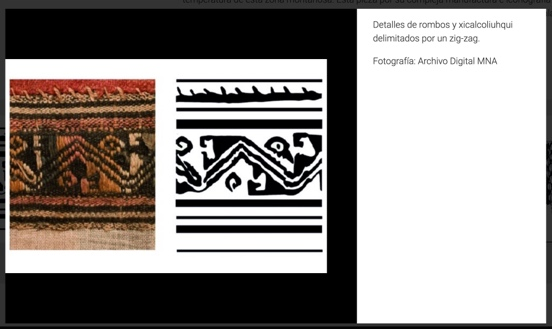 Detalles de rombos y xicalcoliuhqui
delimitados por un zig-zag.
Fotografía: Archivo Digital MNA